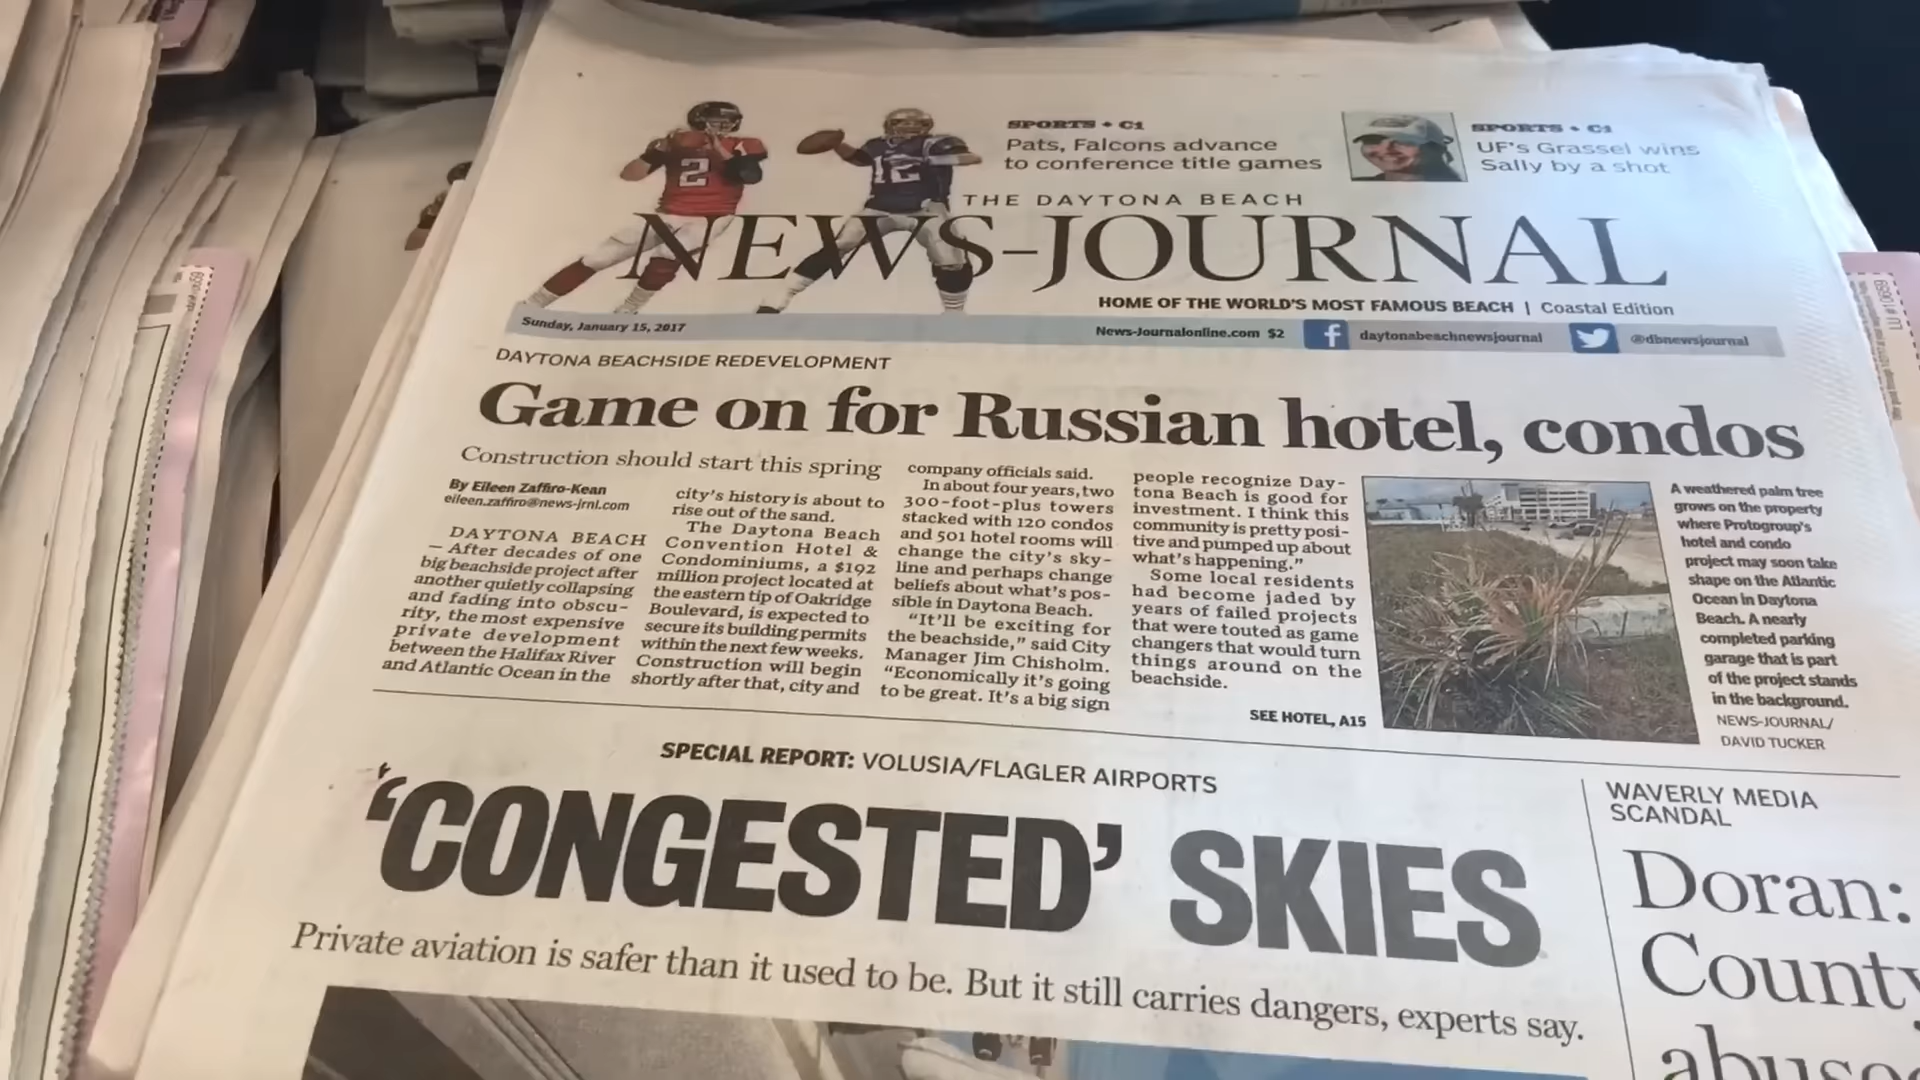 SPORTS • C1
Pats, Falcons advance
to conference title games
SPORTS • C1
UF's Grassel wins
Sally by a shot
2
12
THE DAYTONA BEACH
NEWS-JOURNAL
HOME OF THE WORLD'S MOST FAMOUS BEACH | Coastal Edition
Sunday, January 15, 2017
News-Journalonline.com $2
f
daytonabeachnewsjournal
@dbnewsjournal
DAYTONA BEACHSIDE REDEVELOPMENT
Game on for Russian hotel, condos
Construction should start this spring
By Eileen Zaffiro-Kean
eileen.zaffiro@news-jrnl.com
DAYTONA BEACH
— After decades of one
big beachside project after
another quietly collapsing
and fading into obscu-
rity, the most expensive
private development
between the Halifax River
and Atlantic Ocean in the
city's history is about to
rise out of the sand.
The Daytona Beach
Convention Hotel &
Condominiums, a $192
million project located at
the eastern tip of Oakridge
Boulevard, is expected to
secure its building permits
within the next few weeks.
Construction will begin
shortly after that, city and
company officials said.
In about four years, two
300-foot-plus towers
stacked with 120 condos
and 501 hotel rooms will
change the city's sky-
line and perhaps change
beliefs about what's pos-
sible in Daytona Beach.
"It'll be exciting for
the beachside," said City
Manager Jim Chisholm.
"Economically it's going
to be great. It's a big sign
people recognize Day-
tona Beach is good for
investment. I think this
community is pretty posi-
tive and pumped up about
what's happening."
Some local residents
had become jaded by
years of failed projects
that were touted as game
changers that would turn
things around on the
beachside.
SEE HOTEL, A15
A weathered palm tree
grows on the property
where Protogroup's
hotel and condo
project may soon take
shape on the Atlantic
Ocean in Daytona
Beach. A nearly
completed parking
garage that is part
of the project stands
in the background.
NEWS-JOURNAL/
DAVID TUCKER
SPECIAL REPORT: VOLUSIA/FLAGLER AIRPORTS
'CONGESTED' SKIES
Private aviation is safer than it used to be. But it still carries dangers, experts say.
WAVERLY MEDIA
SCANDAL
Doran:
County
abuse